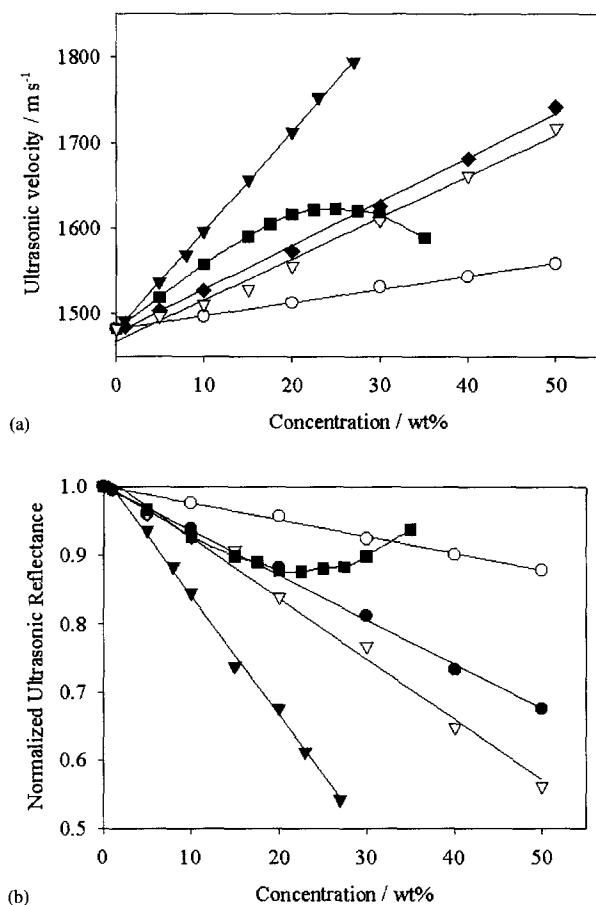 1800
1700
1600
1500
Ultrasonic velocity / m s⁻¹
0 10 20 30 40 50
Concentration / wt%
(a)
1.0
0.9
0.8
0.7
0.6
0.5
Normalized Ultrasonic Reflectance
0 10 20 30 40 50
Concentration / wt%
(b)